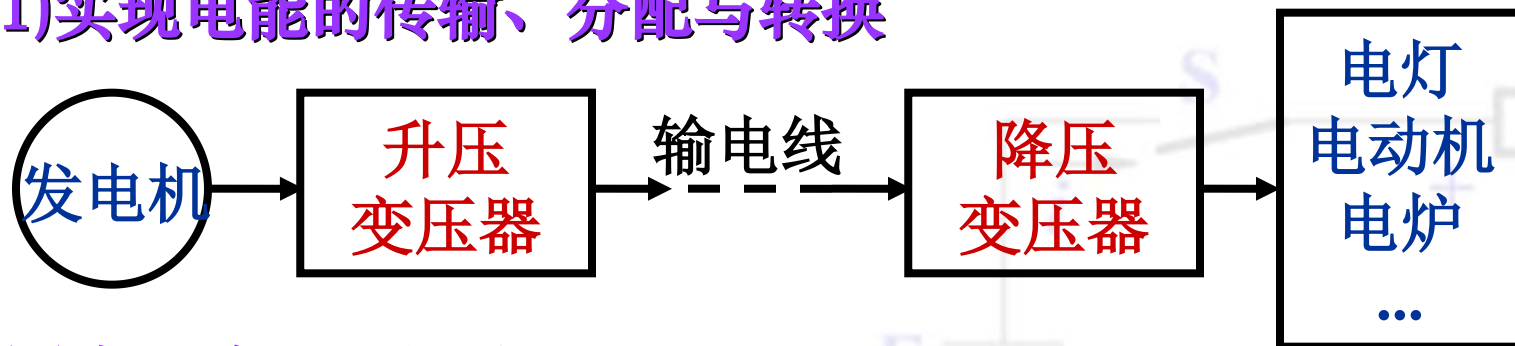 1)实现电能的传输、分配与转换
发电机
升压
变压器
输电线
降压
变压器
电灯
电动机
电炉
...
S
+
E